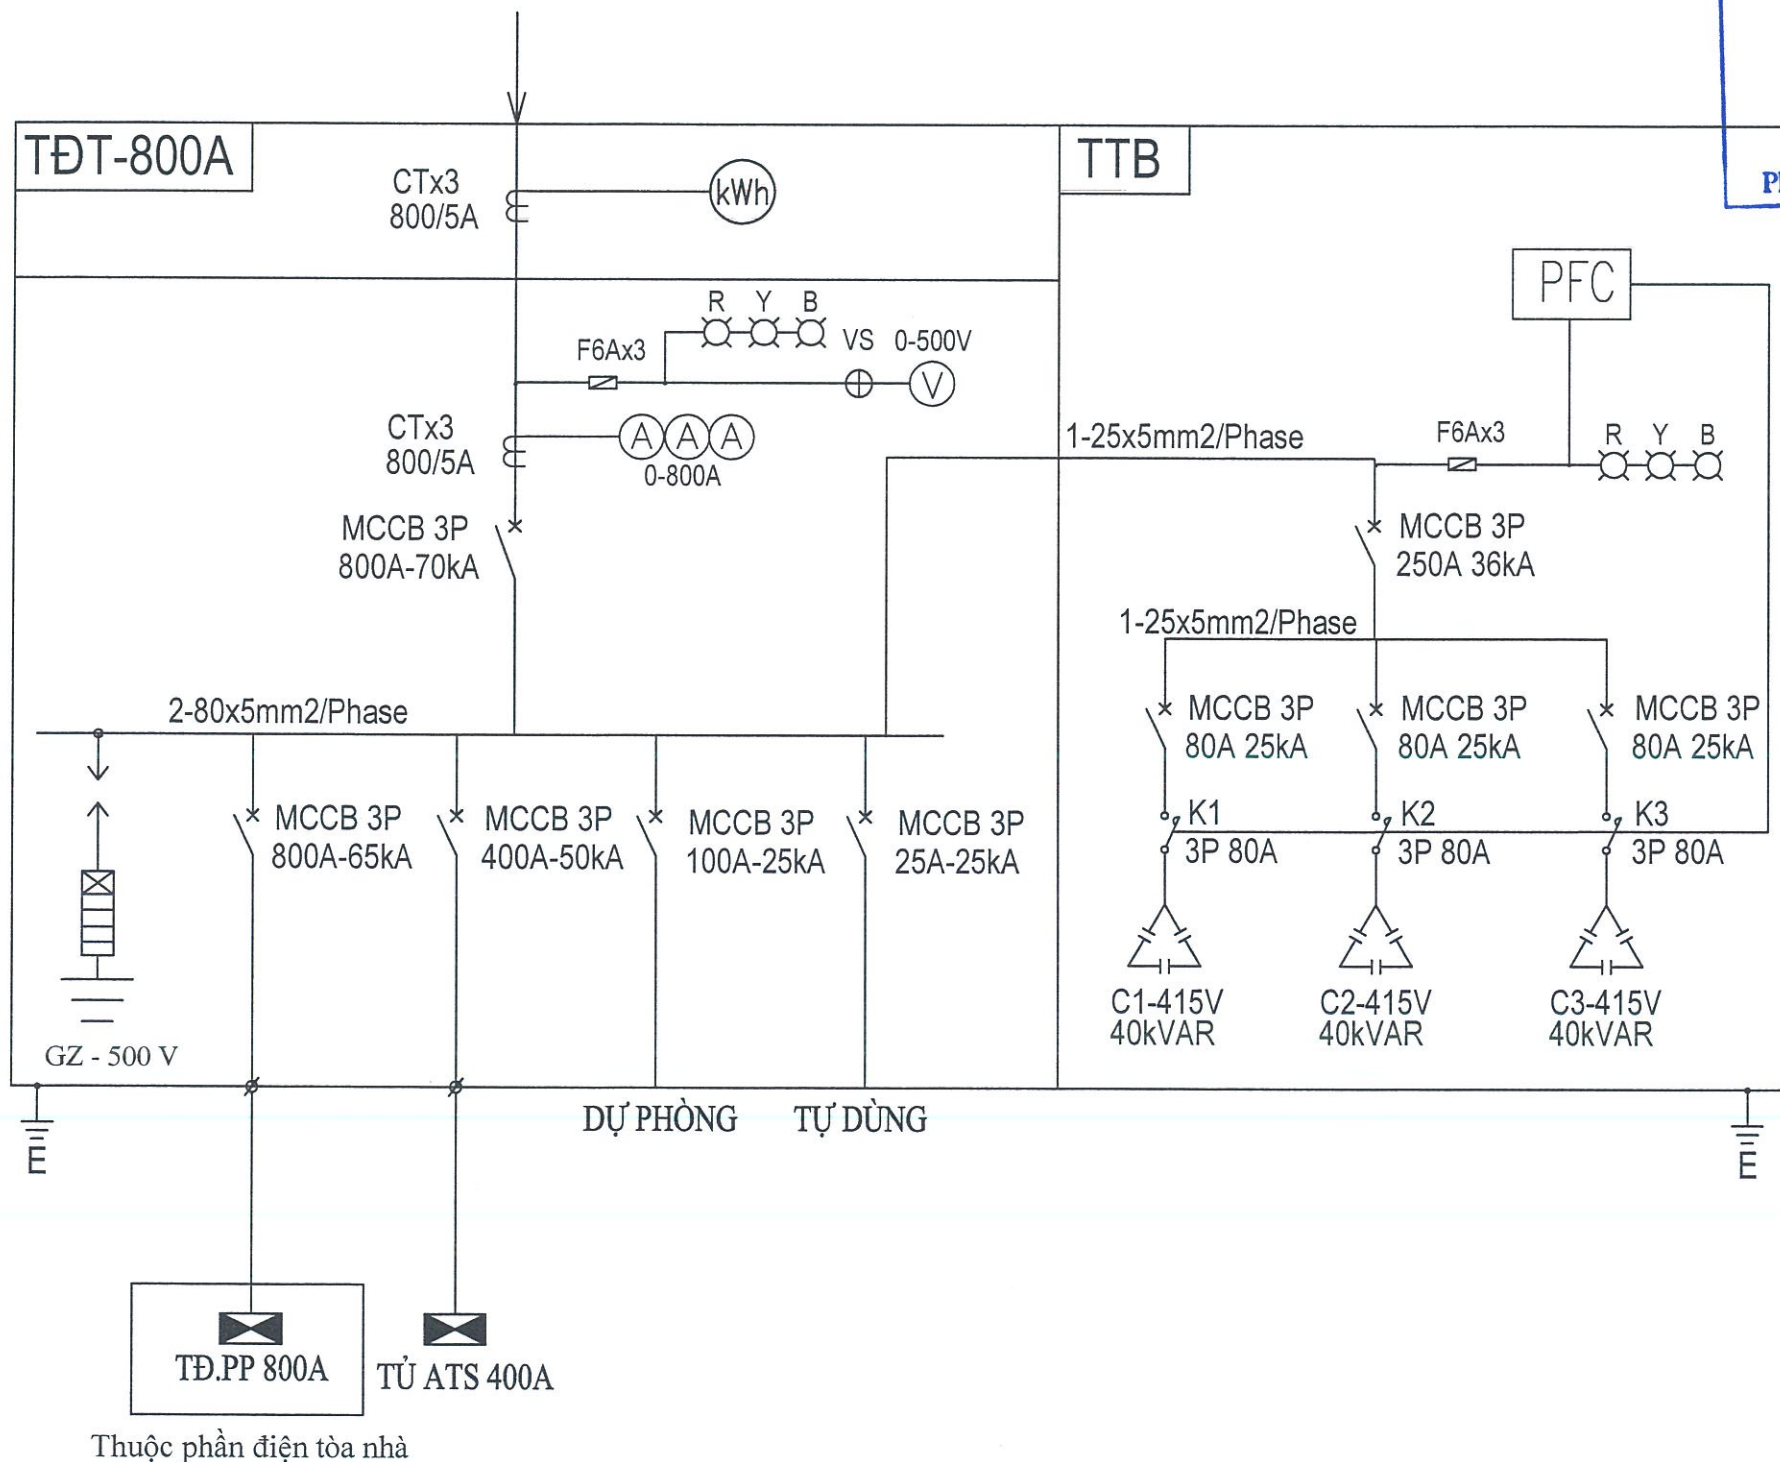 TĐT-800A
CTx3
800/5A
kWh
R Y B
F6Ax3
VS 0-500V
V
CTx3
800/5A
A A A
0-800A
MCCB 3P
800A-70kA
2-80x5mm2/Phase
MCCB 3P
800A-65kA
MCCB 3P
400A-50kA
MCCB 3P
100A-25kA
MCCB 3P
25A-25kA
GZ - 500 V
E
DỰ PHÒNG
TỰ DÙNG
TĐ.PP 800A
TỦ ATS 400A
Thuộc phần điện tòa nhà
TTB
PFC
1-25x5mm2/Phase
F6Ax3
R Y B
MCCB 3P
250A 36kA
1-25x5mm2/Phase
MCCB 3P
80A 25kA
MCCB 3P
80A 25kA
MCCB 3P
80A 25kA
K1
3P 80A
K2
3P 80A
K3
3P 80A
C1-415V
40kVAR
C2-415V
40kVAR
C3-415V
40kVAR
E